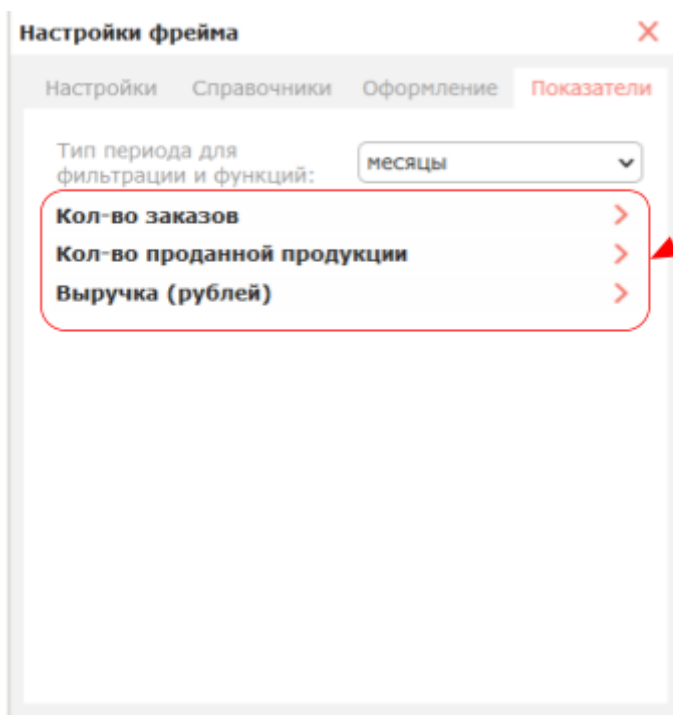 Настройки фрейма
Настройки Справочники Оформление Показатели
Тип периода для
фильтрации и функций:
месяцы
Кол-во заказов
Кол-во проданной продукции
Выручка (рублей)